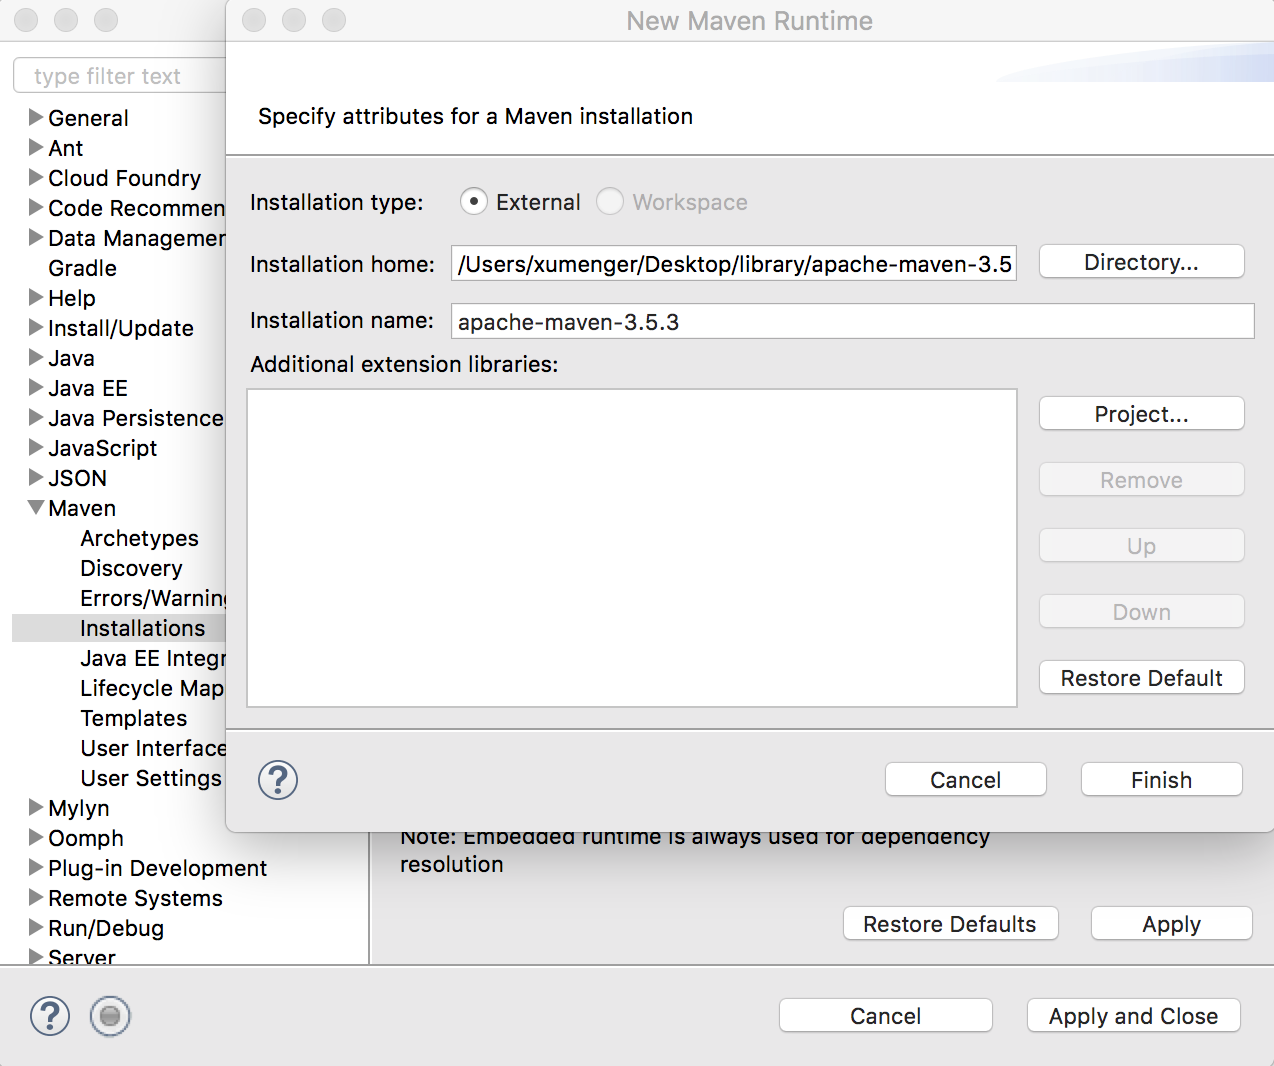 New Maven Runtime
type filter text
General
Ant
Cloud Foundry
Code Recommen
Data Managemer
Gradle
Help
Install/Update
Java
Java EE
Java Persistence
JavaScript
JSON
Maven
Archetypes
Discovery
Errors/Warning
Installations
Java EE Integr
Lifecycle Map
Templates
User Interface
User Settings
Mylyn
Oomph
Plug-in Development
Remote Systems
Run/Debug
Server
Specify attributes for a Maven installation
Installation type: External Workspace
Installation home: /Users/xumenger/Desktop/library/apache-maven-3.5 Directory...
Installation name: apache-maven-3.5.3
Additional extension libraries:
Project...
Remove
Up
Down
Restore Default
? Cancel Finish
Note: Embedded runtime is always used for dependency
resolution
Restore Defaults Apply
? Cancel Apply and Close